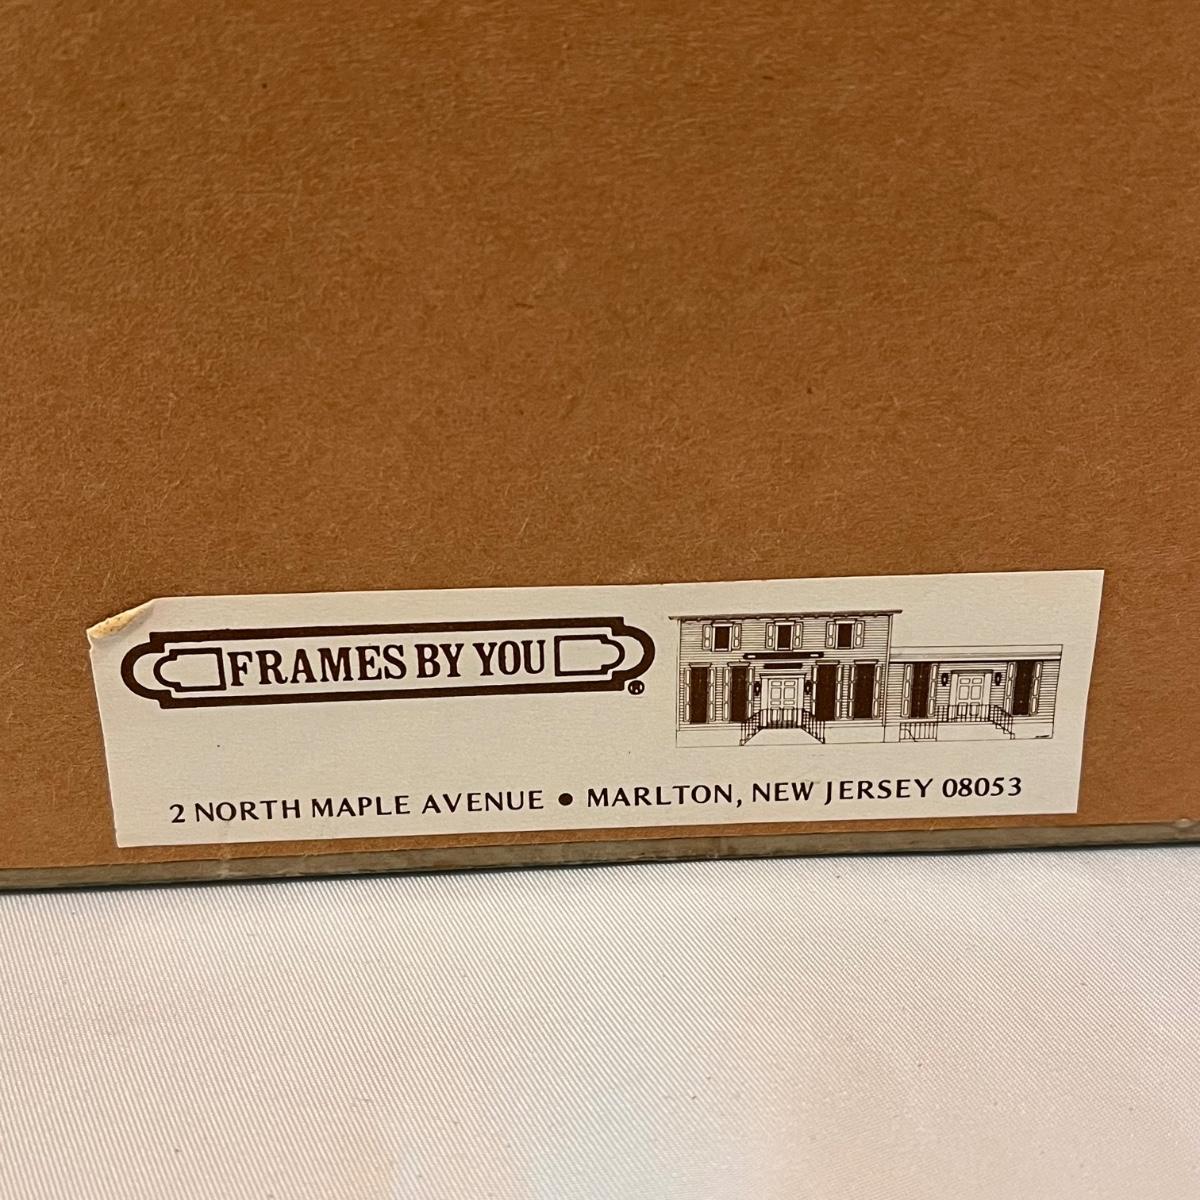 FRAMES BY YOU ®
2 NORTH MAPLE AVENUE • MARLTON, NEW JERSEY 08053